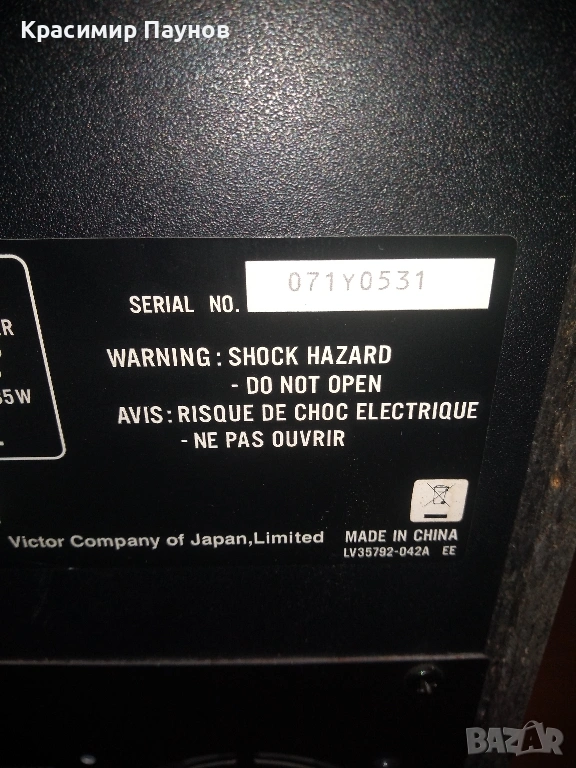 Красимир Паунов
SERIAL NO. 071Y0531
WARNING : SHOCK HAZARD
- DO NOT OPEN
AVIS : RISQUE DE CHOC ELECTRIQUE
- NE PAS OUVRIR
Victor Company of Japan,Limited
MADE IN CHINA
LV35792-042A EE
BAZAR